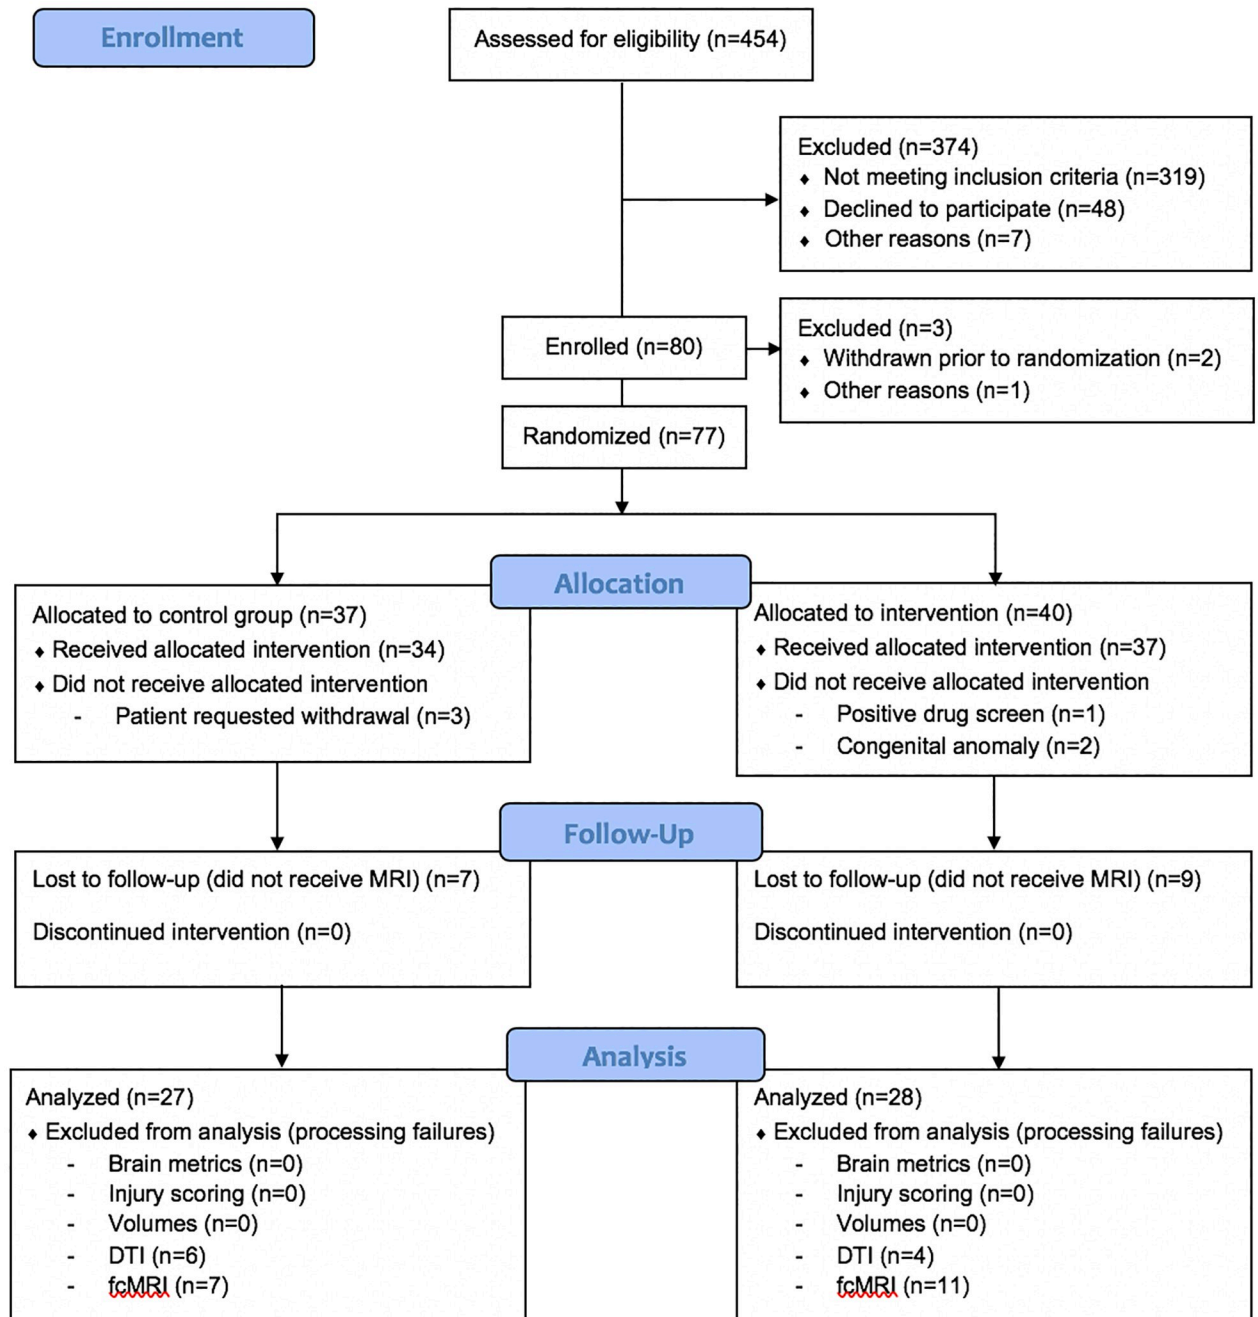 Enrollment
Assessed for eligibility (n=454)
Excluded (n=374)
♦ Not meeting inclusion criteria (n=319)
♦ Declined to participate (n=48)
♦ Other reasons (n=7)
Enrolled (n=80)
Excluded (n=3)
♦ Withdrawn prior to randomization (n=2)
♦ Other reasons (n=1)
Randomized (n=77)
Allocation
Allocated to control group (n=37)
♦ Received allocated intervention (n=34)
♦ Did not receive allocated intervention
- Patient requested withdrawal (n=3)
Allocated to intervention (n=40)
♦ Received allocated intervention (n=37)
♦ Did not receive allocated intervention
- Positive drug screen (n=1)
- Congenital anomaly (n=2)
Follow-Up
Lost to follow-up (did not receive MRI) (n=7)
Discontinued intervention (n=0)
Lost to follow-up (did not receive MRI) (n=9)
Discontinued intervention (n=0)
Analysis
Analyzed (n=27)
♦ Excluded from analysis (processing failures)
- Brain metrics (n=0)
- Injury scoring (n=0)
- Volumes (n=0)
- DTI (n=6)
- fcMRI (n=7)
Analyzed (n=28)
♦ Excluded from analysis (processing failures)
- Brain metrics (n=0)
- Injury scoring (n=0)
- Volumes (n=0)
- DTI (n=4)
- fcMRI (n=11)